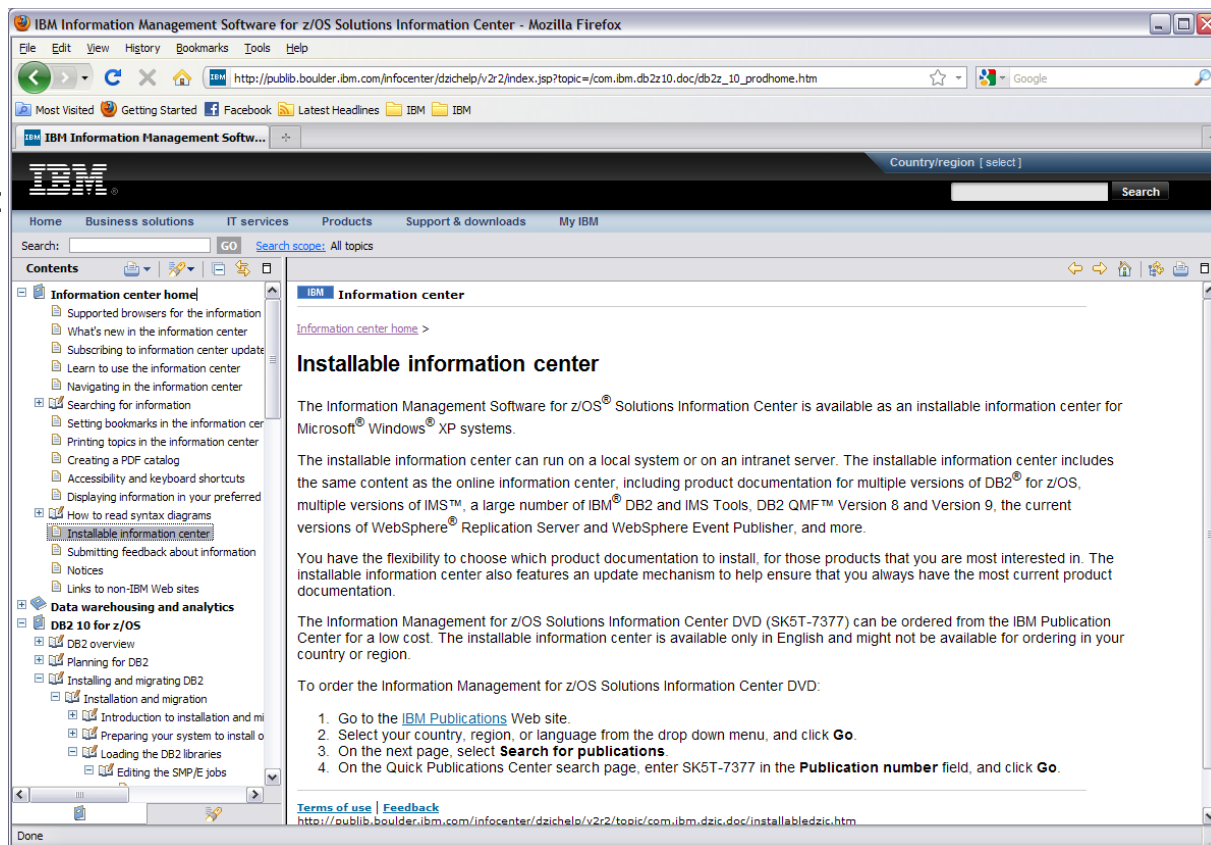 IBM Information Management Software for z/OS Solutions Information Center - Mozilla Firefox
File Edit View History Bookmarks Tools Help
http://publib.boulder.ibm.com/infocenter/dzichelp/v2r2/index.jsp?topic=/com.ibm.db2z10.doc/db2z_10_prodhome.htm
Google
Most Visited Getting Started Facebook Latest Headlines IBM IBM
IBM Information Management Softw...
IBM®
Country/region [ select ]
Search
Home Business solutions IT services Products Support & downloads My IBM
Search: GO Search scope: All topics
Contents
Information center home
Supported browsers for the information
What's new in the information center
Subscribing to information center update
Learn to use the information center
Navigating in the information center
Searching for information
Setting bookmarks in the information cer
Printing topics in the information center
Creating a PDF catalog
Accessibility and keyboard shortcuts
Displaying information in your preferred
How to read syntax diagrams
Installable information center
Submitting feedback about information
Notices
Links to non-IBM Web sites
Data warehousing and analytics
DB2 10 for z/OS
DB2 overview
Planning for DB2
Installing and migrating DB2
Installation and migration
Introduction to installation and mi
Preparing your system to install o
Loading the DB2 libraries
Editing the SMP/E jobs
IBM Information center
Information center home >
Installable information center
The Information Management Software for z/OS® Solutions Information Center is available as an installable information center for
Microsoft® Windows® XP systems.
The installable information center can run on a local system or on an intranet server. The installable information center includes
the same content as the online information center, including product documentation for multiple versions of DB2® for z/OS,
multiple versions of IMS™, a large number of IBM® DB2 and IMS Tools, DB2 QMF™ Version 8 and Version 9, the current
versions of WebSphere® Replication Server and WebSphere Event Publisher, and more.
You have the flexibility to choose which product documentation to install, for those products that you are most interested in. The
installable information center also features an update mechanism to help ensure that you always have the most current product
documentation.
The Information Management for z/OS Solutions Information Center DVD (SK5T-7377) can be ordered from the IBM Publication
Center for a low cost. The installable information center is available only in English and might not be available for ordering in your
country or region.
To order the Information Management for z/OS Solutions Information Center DVD:
1. Go to the IBM Publications Web site.
2. Select your country, region, or language from the drop down menu, and click Go.
3. On the next page, select Search for publications.
4. On the Quick Publications Center search page, enter SK5T-7377 in the Publication number field, and click Go.
Terms of use | Feedback
http://publib.boulder.ibm.com/infocenter/dzichelp/v2r2/topic/com.ibm.dzic.doc/installabledzic.htm
Done